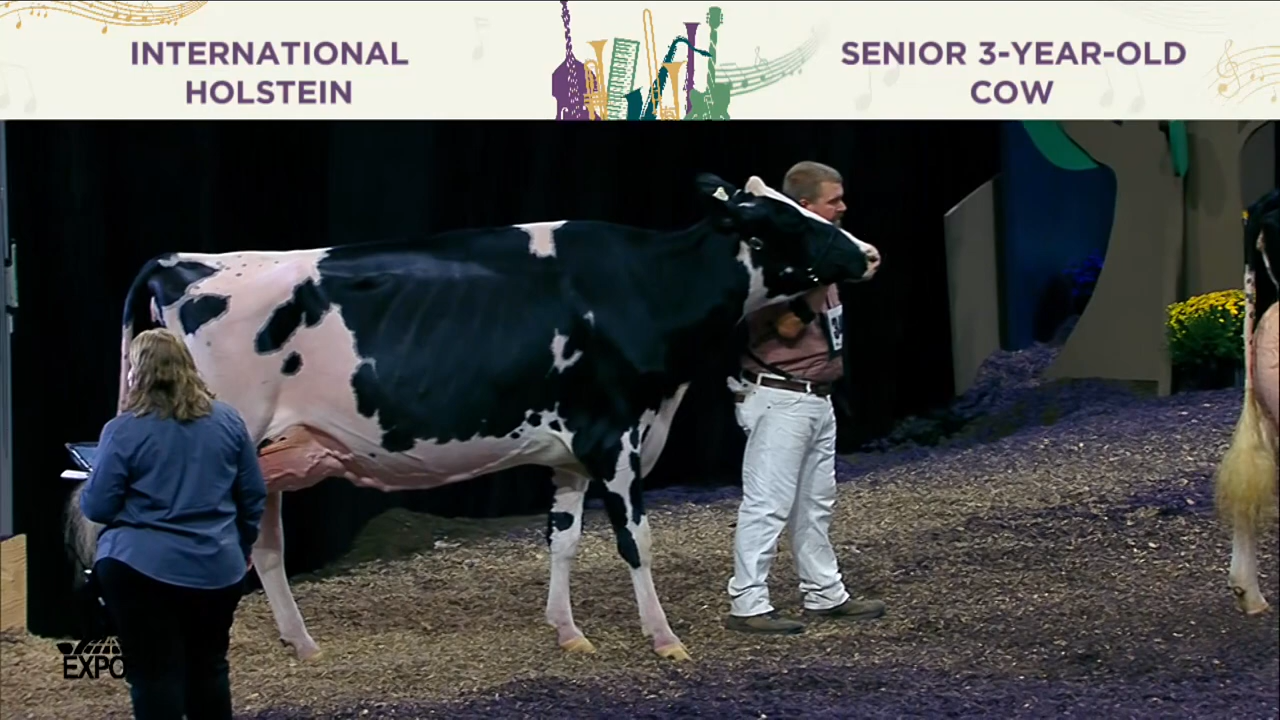 INTERNATIONAL
HOLSTEIN
SENIOR 3-YEAR-OLD
COW
EXPO